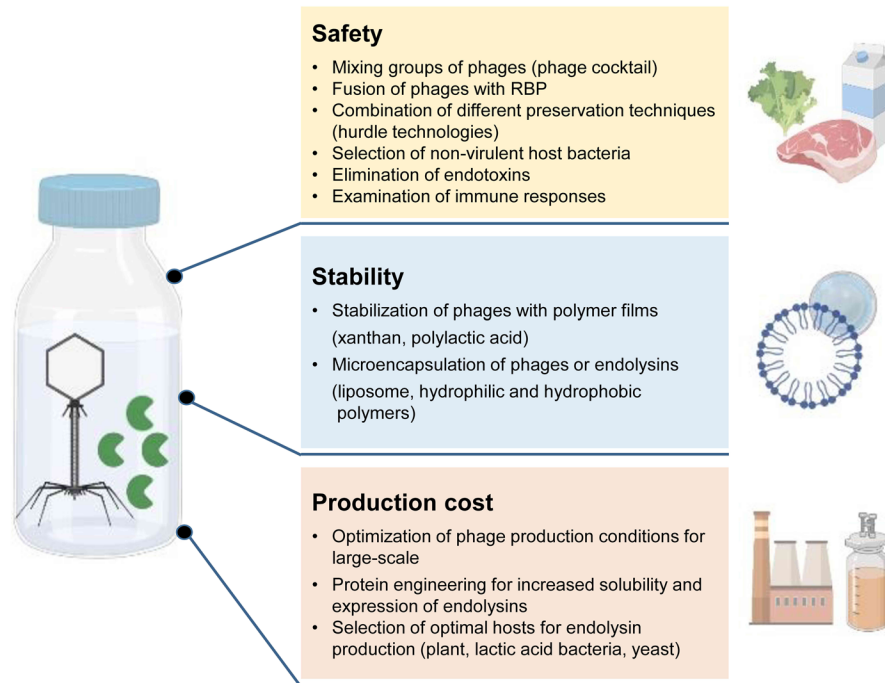 Safety
• Mixing groups of phages (phage cocktail)
• Fusion of phages with RBP
• Combination of different preservation techniques
(hurdle technologies)
• Selection of non-virulent host bacteria
• Elimination of endotoxins
• Examination of immune responses
Stability
• Stabilization of phages with polymer films
(xanthan, polylactic acid)
• Microencapsulation of phages or endolysins
(liposome, hydrophilic and hydrophobic
polymers)
Production cost
• Optimization of phage production conditions for
large-scale
• Protein engineering for increased solubility and
expression of endolysins
• Selection of optimal hosts for endolysin
production (plant, lactic acid bacteria, yeast)